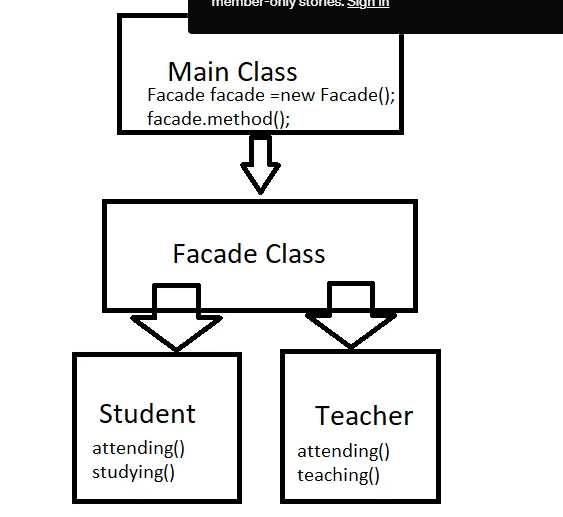 member-only stories. Sign in
Main Class
Facade facade =new Facade();
facade.method();
Facade Class
Student
attending()
studying()
Teacher
attending()
teaching()